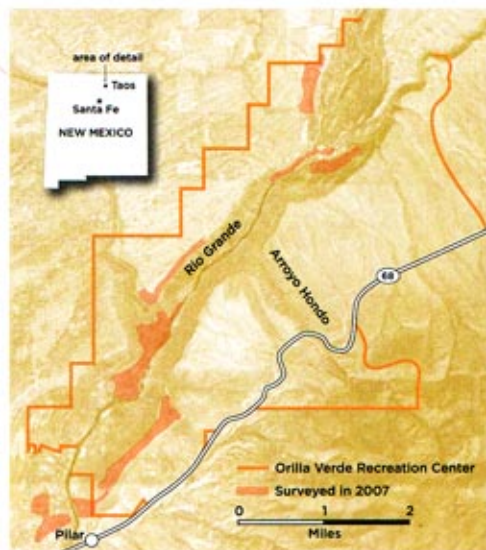 area of detail
Taos
Santa Fe
NEW MEXICO
Rio Grande
Arroyo Hondo
68
Orilla Verde Recreation Center
Surveyed in 2007
Pilar
0 1 2
Miles